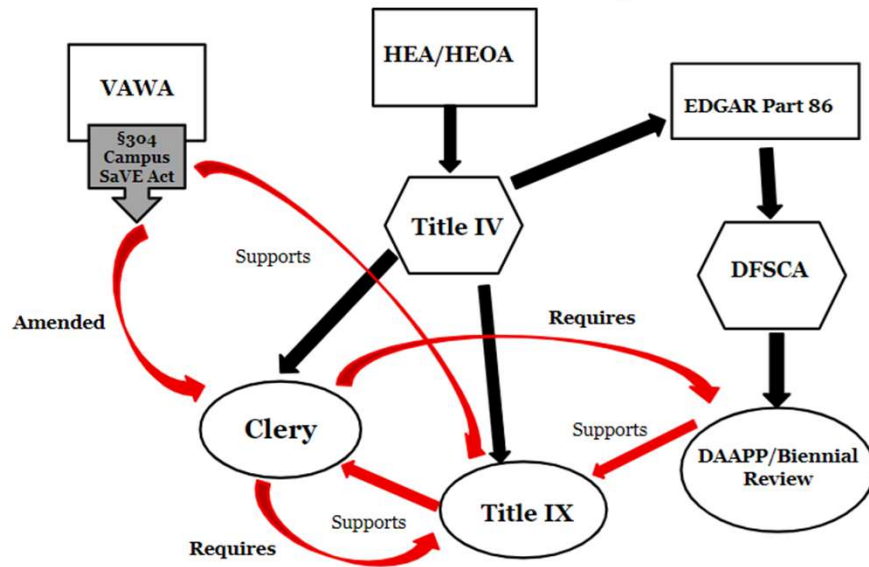 HEA/HEOA
VAWA
EDGAR Part 86
§304
Campus
SaVE Act
Title IV
Supports
DFSCA
Amended
Requires
Clery
Supports
DAAPP/Biennial
Review
Title IX
Supports
Requires